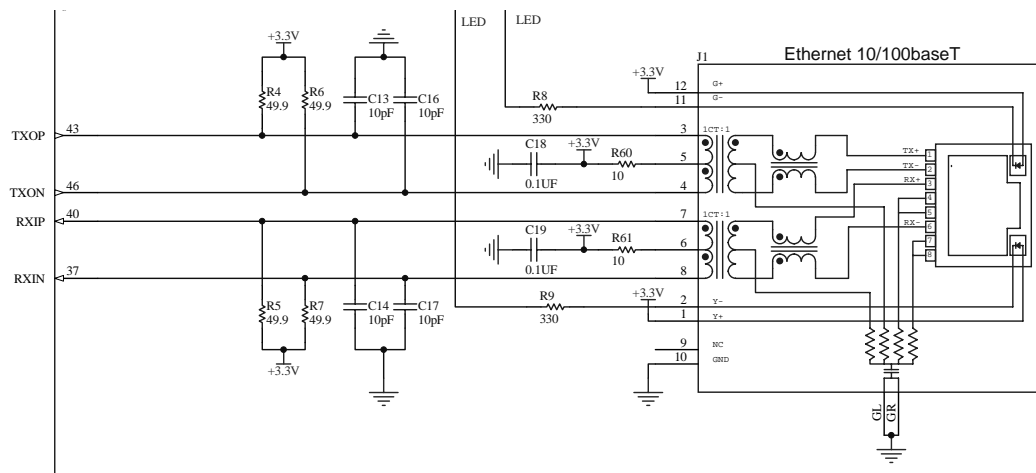 LED
LED
+3.3V
J1
Ethernet 10/100baseT
+3.3V
12
G+
11
G-
R4
49.9
R6
49.9
C13
10pF
C16
10pF
R8
330
TXOP
43
3
1CT:1
C18
0.1UF
+3.3V
R60
10
5
TX+
1
TX-
2
RX+
3
4
5
RX-
6
7
8
TXON
46
4
RXIP
40
7
1CT:1
C19
0.1UF
+3.3V
R61
10
6
RXIN
37
8
R5
49.9
R7
49.9
C14
10pF
C17
10pF
R9
330
+3.3V
2
Y-
1
Y+
9
NC
10
GND
+3.3V
GL
GR